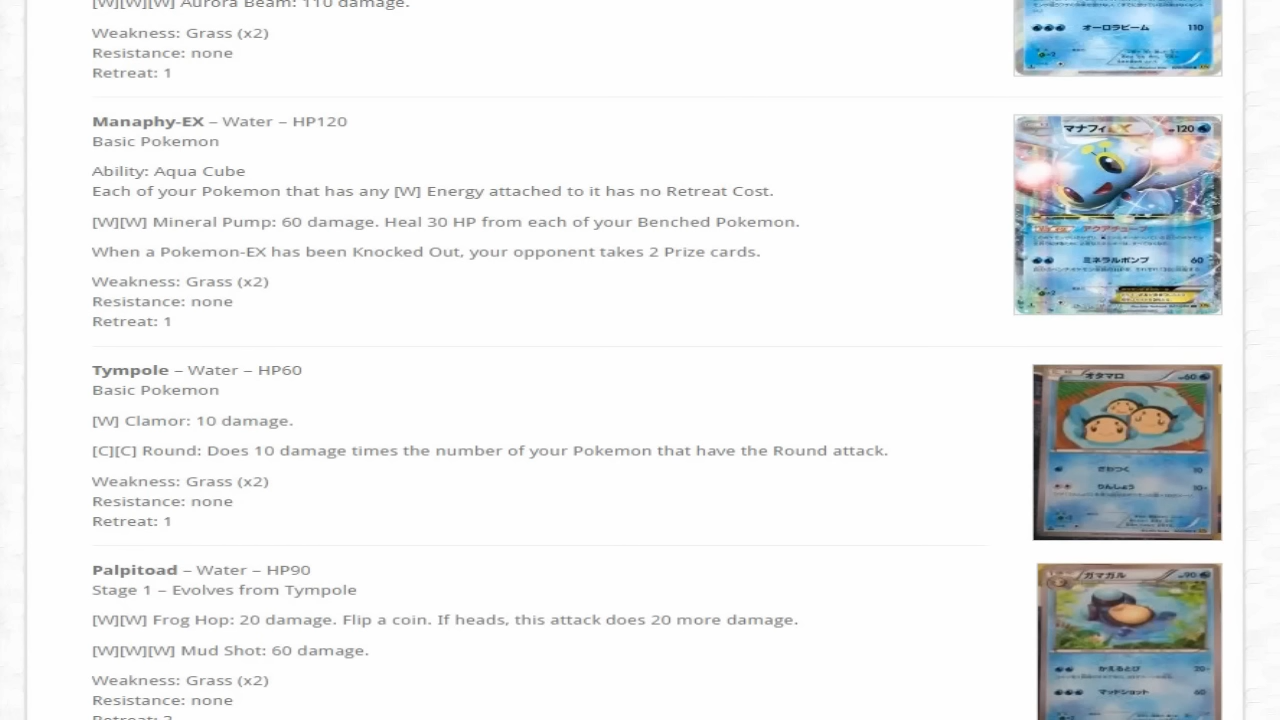 [W][W][W] Aurora Beam: 110 damage.
Weakness: Grass (x2)
Resistance: none
Retreat: 1
オーロラビーム 110
Manaphy-EX – Water – HP120
Basic Pokemon
Ability: Aqua Cube
Each of your Pokemon that has any [W] Energy attached to it has no Retreat Cost.
[W][W] Mineral Pump: 60 damage. Heal 30 HP from each of your Benched Pokemon.
When a Pokemon-EX has been Knocked Out, your opponent takes 2 Prize cards.
Weakness: Grass (x2)
Resistance: none
Retreat: 1
マナフィEX 120
アクアチューブ
ミネラルポンプ 60
Tympole – Water – HP60
Basic Pokemon
[W] Clamor: 10 damage.
[C][C] Round: Does 10 damage times the number of your Pokemon that have the Round attack.
Weakness: Grass (x2)
Resistance: none
Retreat: 1
オタマロ 60
さわつく 10
りんしょう 10
Palpitoad – Water – HP90
Stage 1 – Evolves from Tympole
[W][W] Frog Hop: 20 damage. Flip a coin. If heads, this attack does 20 more damage.
[W][W][W] Mud Shot: 60 damage.
Weakness: Grass (x2)
Resistance: none
ガマガル 90
かえるとび 20
マッドショット 60